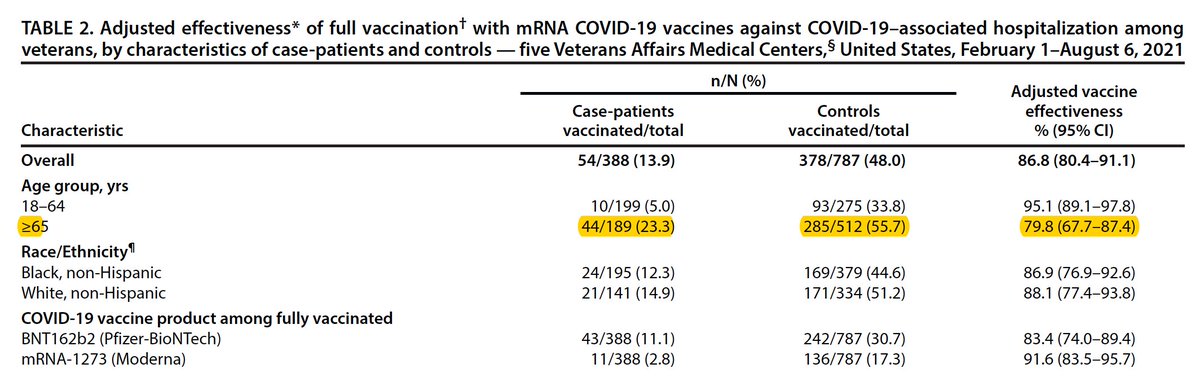 TABLE 2. Adjusted effectiveness* of full vaccination† with mRNA COVID-19 vaccines against COVID-19–associated hospitalization among
veterans, by characteristics of case-patients and controls — five Veterans Affairs Medical Centers,§ United States, February 1–August 6, 2021
n/N (%)
Characteristic Case-patients vaccinated/total Controls vaccinated/total Adjusted vaccine effectiveness % (95% CI)
Overall 54/388 (13.9) 378/787 (48.0) 86.8 (80.4–91.1)
Age group, yrs
18–64 10/199 (5.0) 93/275 (33.8) 95.1 (89.1–97.8)
≥65 44/189 (23.3) 285/512 (55.7) 79.8 (67.7–87.4)
Race/Ethnicity¶
Black, non-Hispanic 24/195 (12.3) 169/379 (44.6) 86.9 (76.9–92.6)
White, non-Hispanic 21/141 (14.9) 171/334 (51.2) 88.1 (77.4–93.8)
COVID-19 vaccine product among fully vaccinated
BNT162b2 (Pfizer-BioNTech) 43/388 (11.1) 242/787 (30.7) 83.4 (74.0–89.4)
mRNA-1273 (Moderna) 11/388 (2.8) 136/787 (17.3) 91.6 (83.5–95.7)